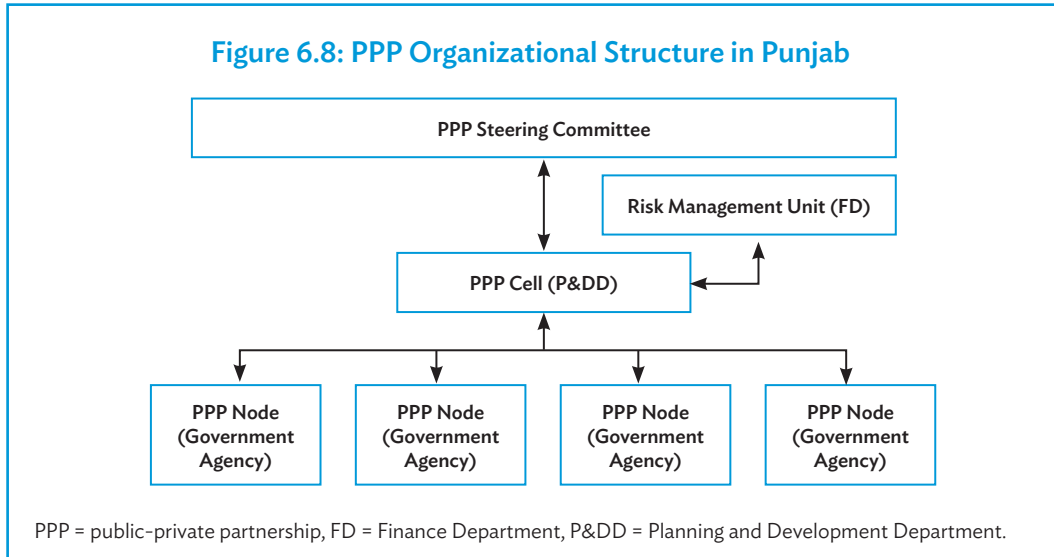 Figure 6.8: PPP Organizational Structure in Punjab
PPP Steering Committee
Risk Management Unit (FD)
PPP Cell (P&DD)
PPP Node
(Government
Agency)
PPP Node
(Government
Agency)
PPP Node
(Government
Agency)
PPP Node
(Government
Agency)
PPP = public-private partnership, FD = Finance Department, P&DD = Planning and Development Department.